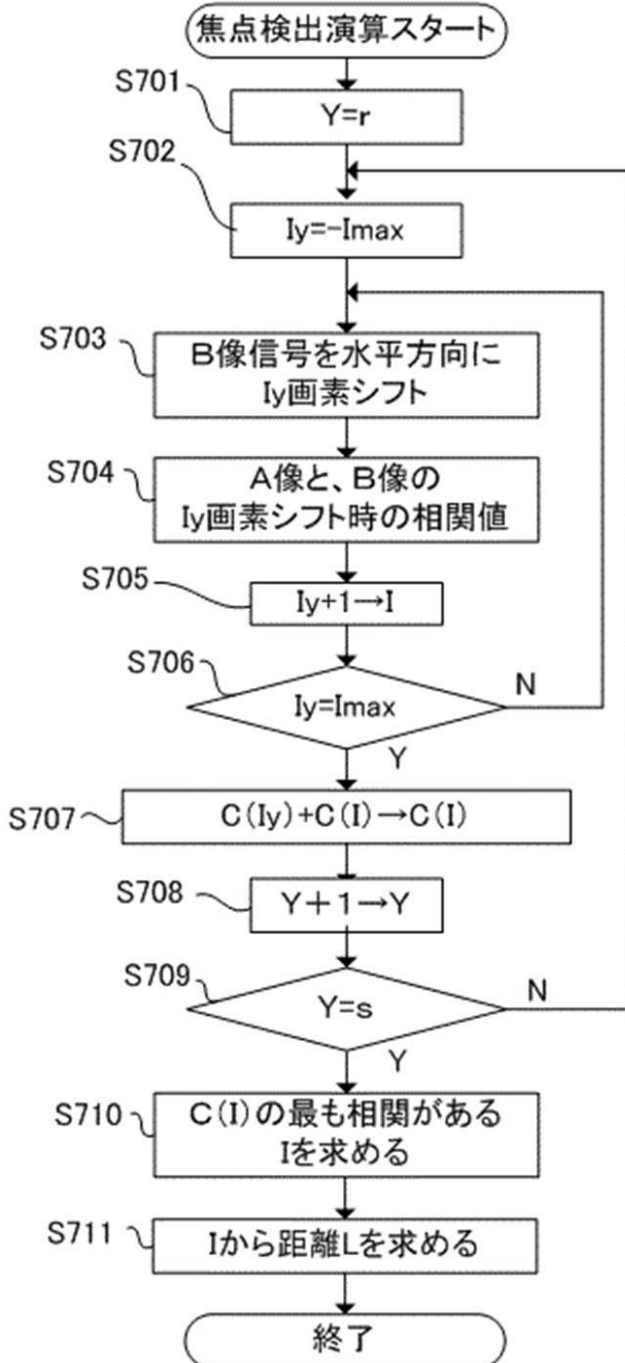 焦点検出演算スタート
S701
Y=r
S702
Iy=-Imax
S703
B像信号を水平方向に
Iy画素シフト
S704
A像と、B像の
Iy画素シフト時の相関値
S705
Iy+1→I
S706
Iy=Imax
N
Y
S707
C(Iy)+C(I)→C(I)
S708
Y+1→Y
S709
Y=s
N
Y
S710
C(I)の最も相関がある
Iを求める
S711
Iから距離Lを求める
終了